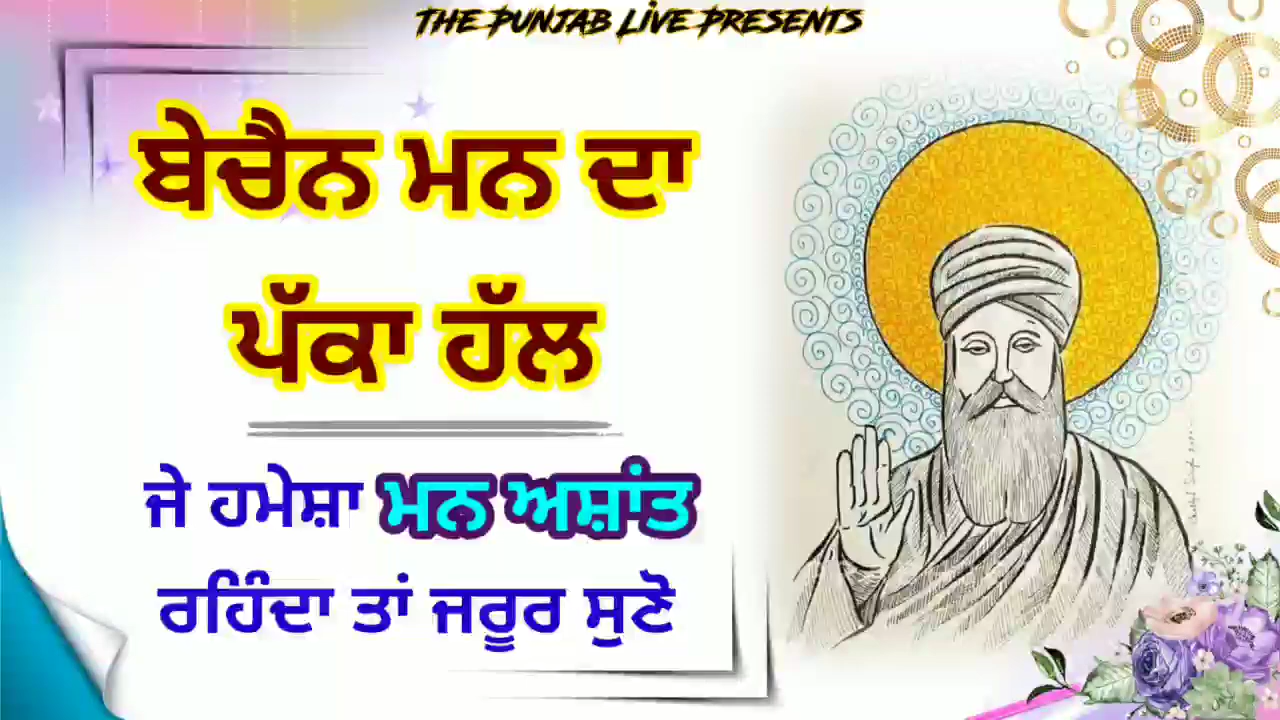 THE PUNJAB LIVE PRESENTS
ਬੇਚੈਨ ਮਨ ਦਾ
ਪੱਕਾ ਹੱਲ
ਜੇ ਹਮੇਸ਼ਾ ਮਨ ਅਸ਼ਾਂਤ
ਰਹਿੰਦਾ ਤਾਂ ਜਰੂਰ ਸੁਣੋ